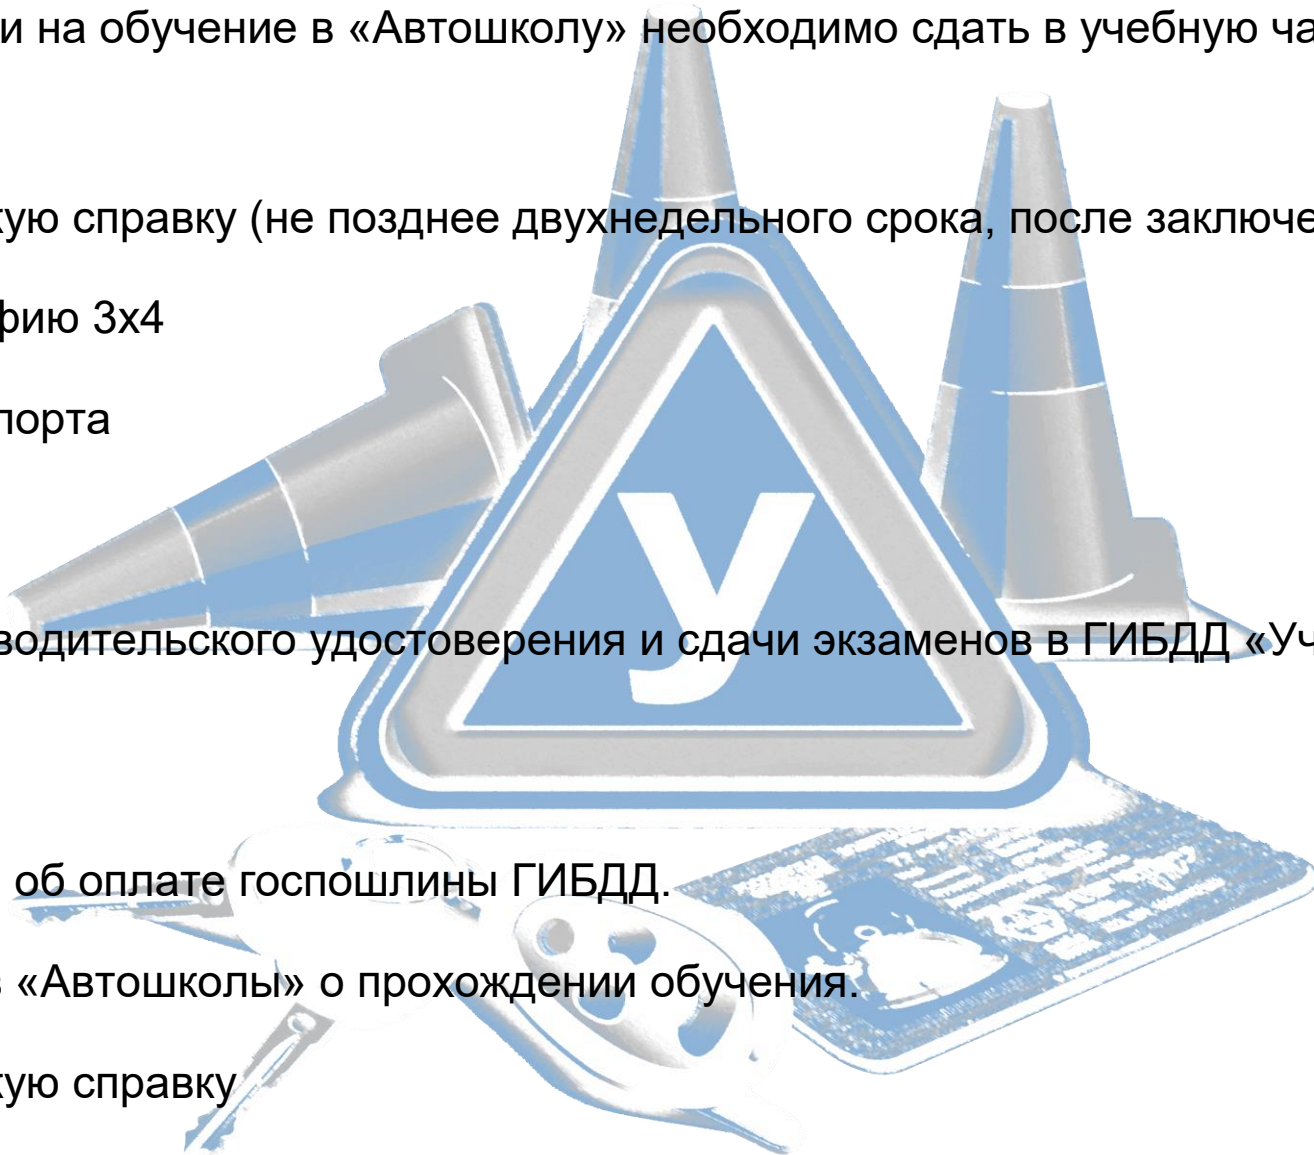 и на обучение в «Автошколу» необходимо сдать в учебную ча
кую справку (не позднее двухнедельного срока, после заключе
фию 3х4
порта
У
водительского удостоверения и сдачи экзаменов в ГИБДД «Уч
об оплате госпошлины ГИБДД.
в «Автошколы» о прохождении обучения.
кую справку